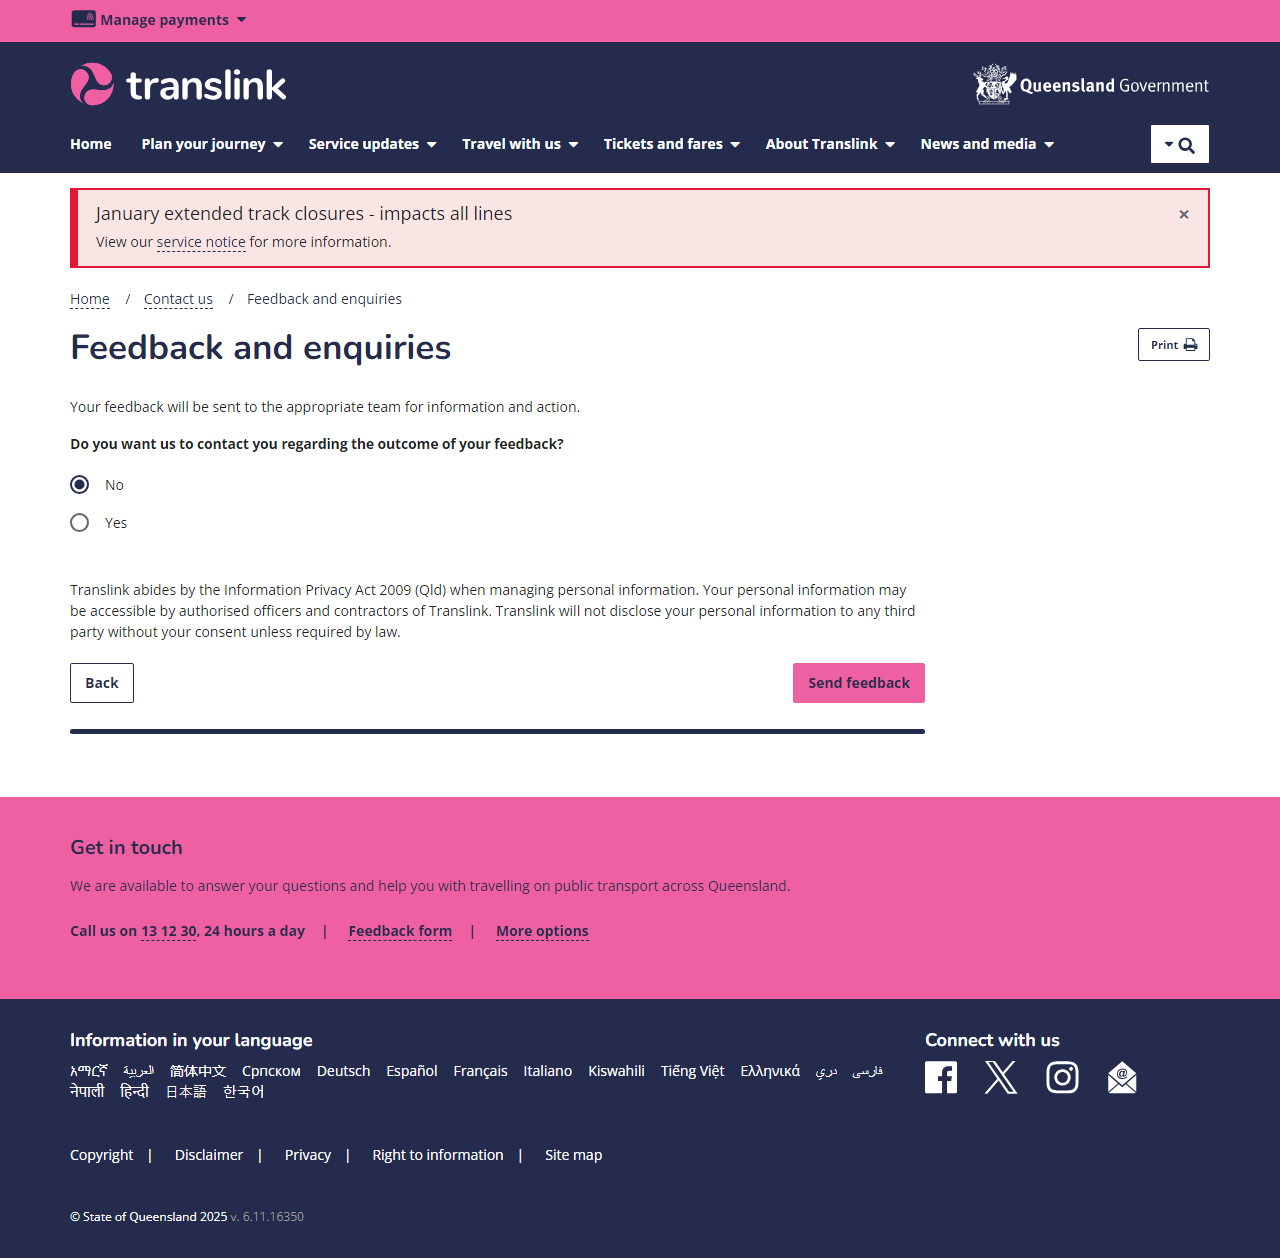 Manage payments
translink
Queensland Government
Home Plan your journey Service updates Travel with us Tickets and fares About Translink News and media
January extended track closures - impacts all lines ×
View our service notice for more information.
Home / Contact us / Feedback and enquiries
Feedback and enquiries
Print
Your feedback will be sent to the appropriate team for information and action.
Do you want us to contact you regarding the outcome of your feedback?
No
Yes
Translink abides by the Information Privacy Act 2009 (Qld) when managing personal information. Your personal information may
be accessible by authorised officers and contractors of Translink. Translink will not disclose your personal information to any third
party without your consent unless required by law.
Back Send feedback
Get in touch
We are available to answer your questions and help you with travelling on public transport across Queensland.
Call us on 13 12 30, 24 hours a day | Feedback form | More options
Information in your language
አማርኛ العربية 简体中文 Српском Deutsch Español Français Italiano Kiswahili Tiếng Việt Ελληνικά دري فارسی
नेपाली हिन्दी 日本語 한국어
Connect with us
Copyright | Disclaimer | Privacy | Right to information | Site map
© State of Queensland 2025 v. 6.11.16350